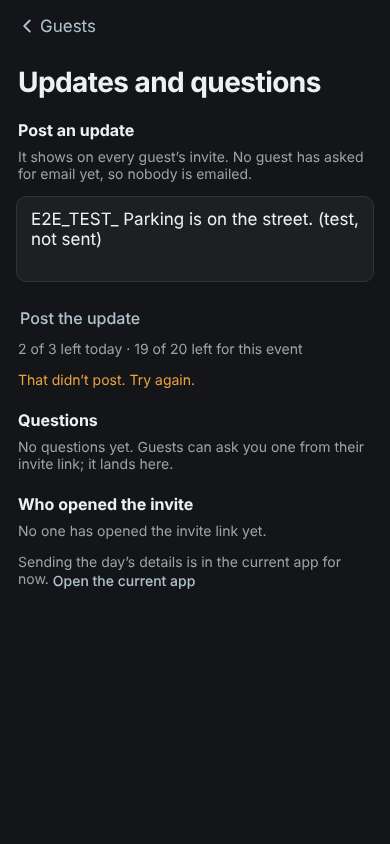 Guests
Updates and questions
Post an update
It shows on every guest’s invite. No guest has asked
for email yet, so nobody is emailed.
E2E_TEST_ Parking is on the street. (test,
not sent)
Post the update
2 of 3 left today · 19 of 20 left for this event
That didn’t post. Try again.
Questions
No questions yet. Guests can ask you one from their
invite link; it lands here.
Who opened the invite
No one has opened the invite link yet.
Sending the day’s details is in the current app for
now. Open the current app